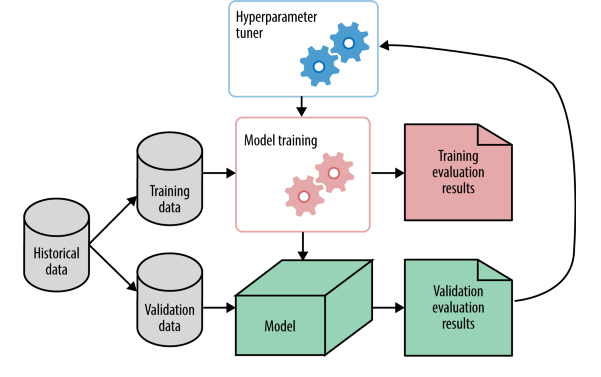 Hyperparameter
tuner
Model training
Training
evaluation
results
Training
data
Historical
data
Validation
data
Model
Validation
evaluation
results